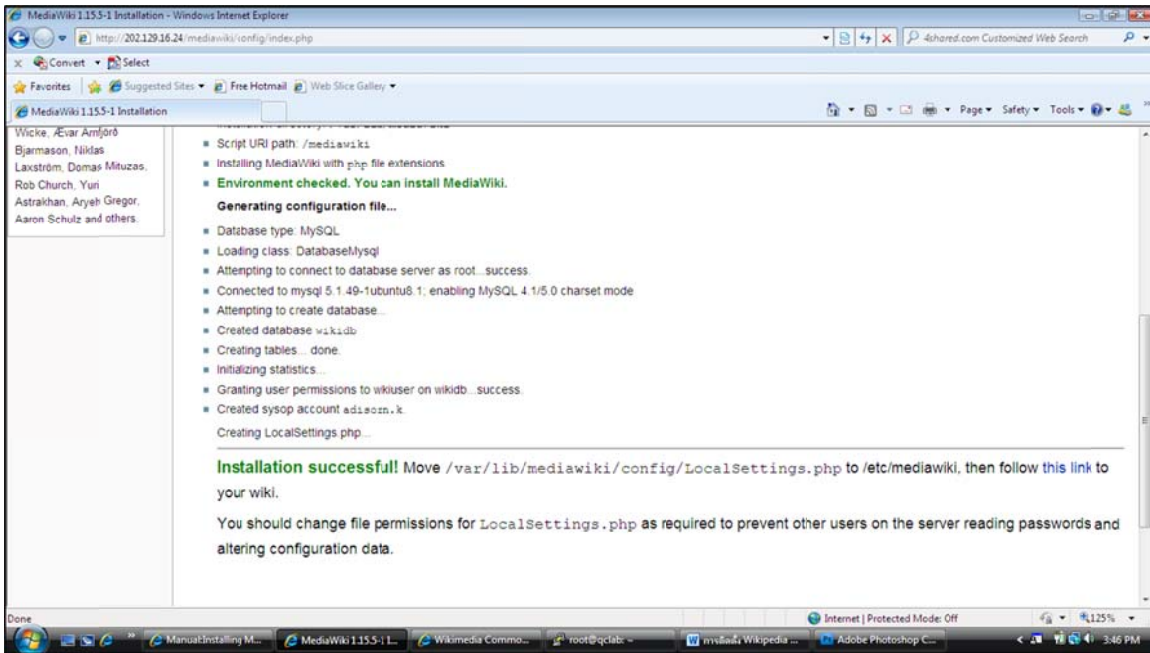 MediaWiki 1.15.5-1 Installation - Windows Internet Explorer
http://202.129.16.24/mediawiki/config/index.php
4shared.com Customized Web Search
x Convert Select
Favorites Suggested Sites Free Hotmail Web Slice Gallery
MediaWiki 1.15.5-1 Installation
Page Safety Tools
Wicke, Ævar Arnfjörð
Bjarmason, Niklas
Laxström, Domas Mituzas,
Rob Church, Yuri
Astrakhan, Aryeh Gregor,
Aaron Schulz and others.
Script URI path: /mediawiki
Installing MediaWiki with php file extensions
Environment checked. You can install MediaWiki.
Generating configuration file...
Database type: MySQL
Loading class: DatabaseMysql
Attempting to connect to database server as root...success.
Connected to mysql 5.1.49-1ubuntu8.1; enabling MySQL 4.1/5.0 charset mode
Attempting to create database...
Created database wikidb
Creating tables... done.
Initializing statistics...
Granting user permissions to wikiuser on wikidb...success.
Created sysop account adisorn.k.
Creating LocalSettings.php...
Installation successful! Move /var/lib/mediawiki/config/LocalSettings.php to /etc/mediawiki, then follow this link to
your wiki.
You should change file permissions for LocalSettings.php as required to prevent other users on the server reading passwords and
altering configuration data.
Done
Internet | Protected Mode: Off
125%
Manual:Installing M...
MediaWiki 1.15.5-1 I...
Wikimedia Commo...
root@qclab: ~
การติดตั้ง Wikipedia ...
Adobe Photoshop C...
3:46 PM